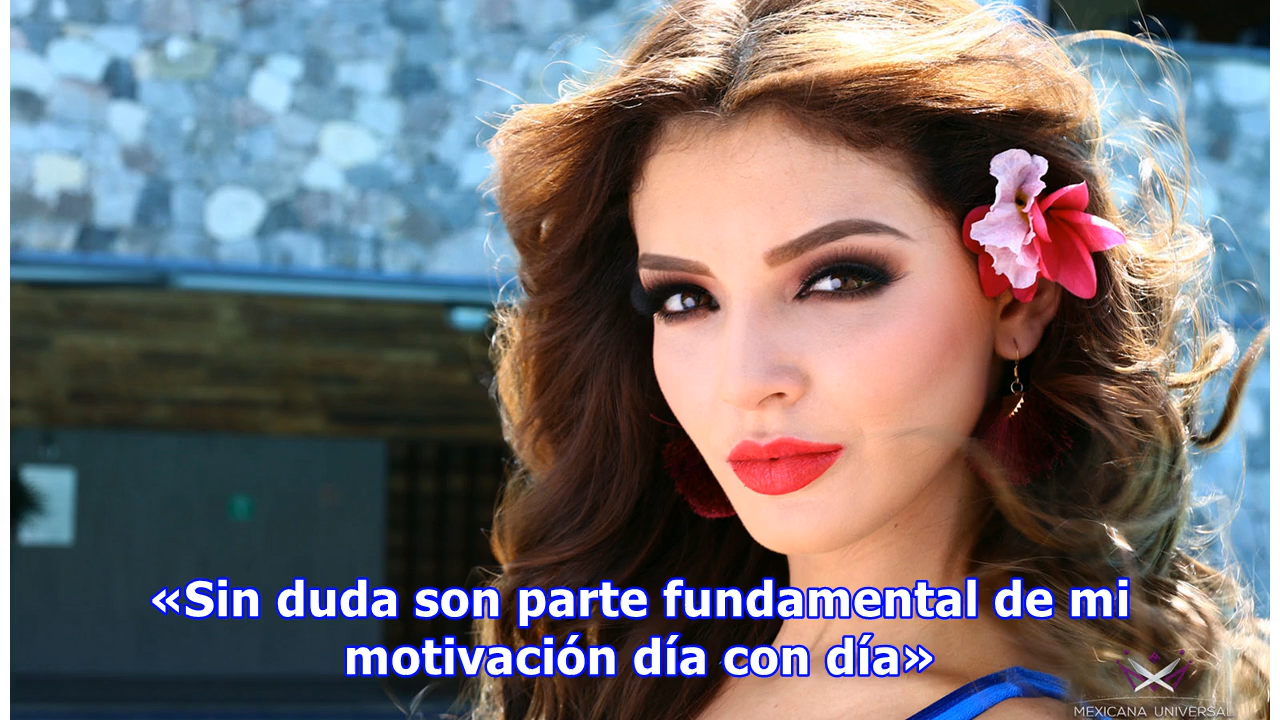 «Sin duda son parte fundamental de mi
motivación día con día»
MEXICANA UNIVERSAL